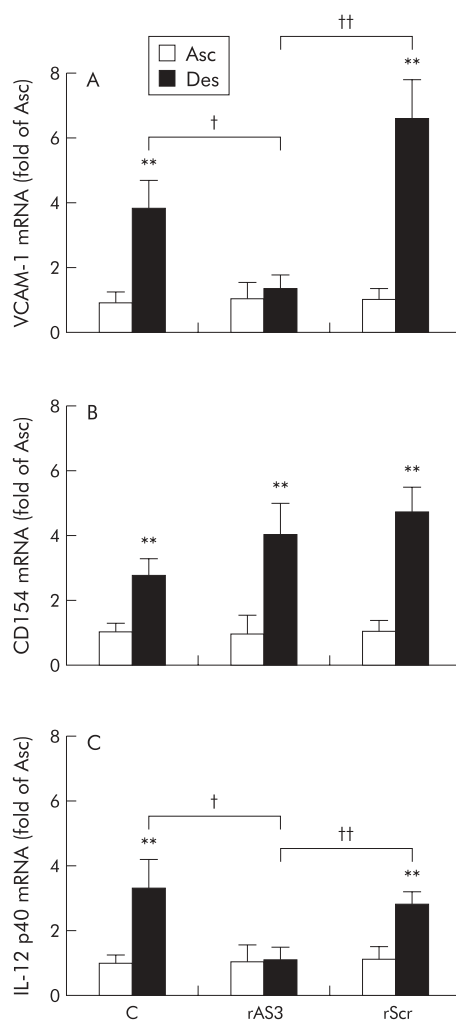 ††
Asc
Des
A
8
**
†
6
**
4
2
0
VCAM-1 mRNA (fold of Asc)
B
8
6
**
**
4
**
2
0
CD154 mRNA (fold of Asc)
C
8
6
†
††
**
4
**
2
0
IL-12 p40 mRNA (fold of Asc)
C rAS3 rScr